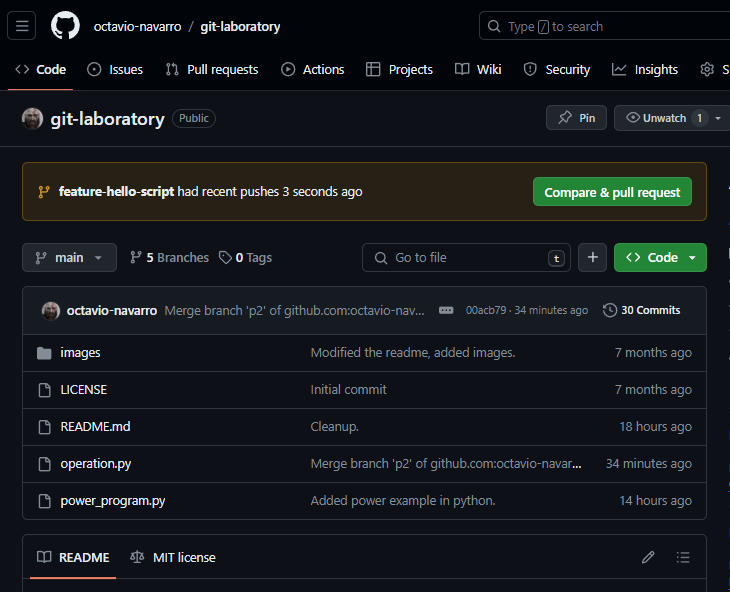 octavio-navarro / git-laboratory
Type / to search
Code Issues Pull requests Actions Projects Wiki Security Insights S
git-laboratory Public
Pin Unwatch 1
feature-hello-script had recent pushes 3 seconds ago
Compare & pull request
main 5 Branches 0 Tags
Go to file t + Code
octavio-navarro Merge branch 'p2' of github.com:octavio-nav... 00acb79 · 34 minutes ago 30 Commits
images Modified the readme, added images. 7 months ago
LICENSE Initial commit 7 months ago
README.md Cleanup. 18 hours ago
operation.py Merge branch 'p2' of github.com:octavio-navar... 34 minutes ago
power_program.py Added power example in python. 14 hours ago
README MIT license